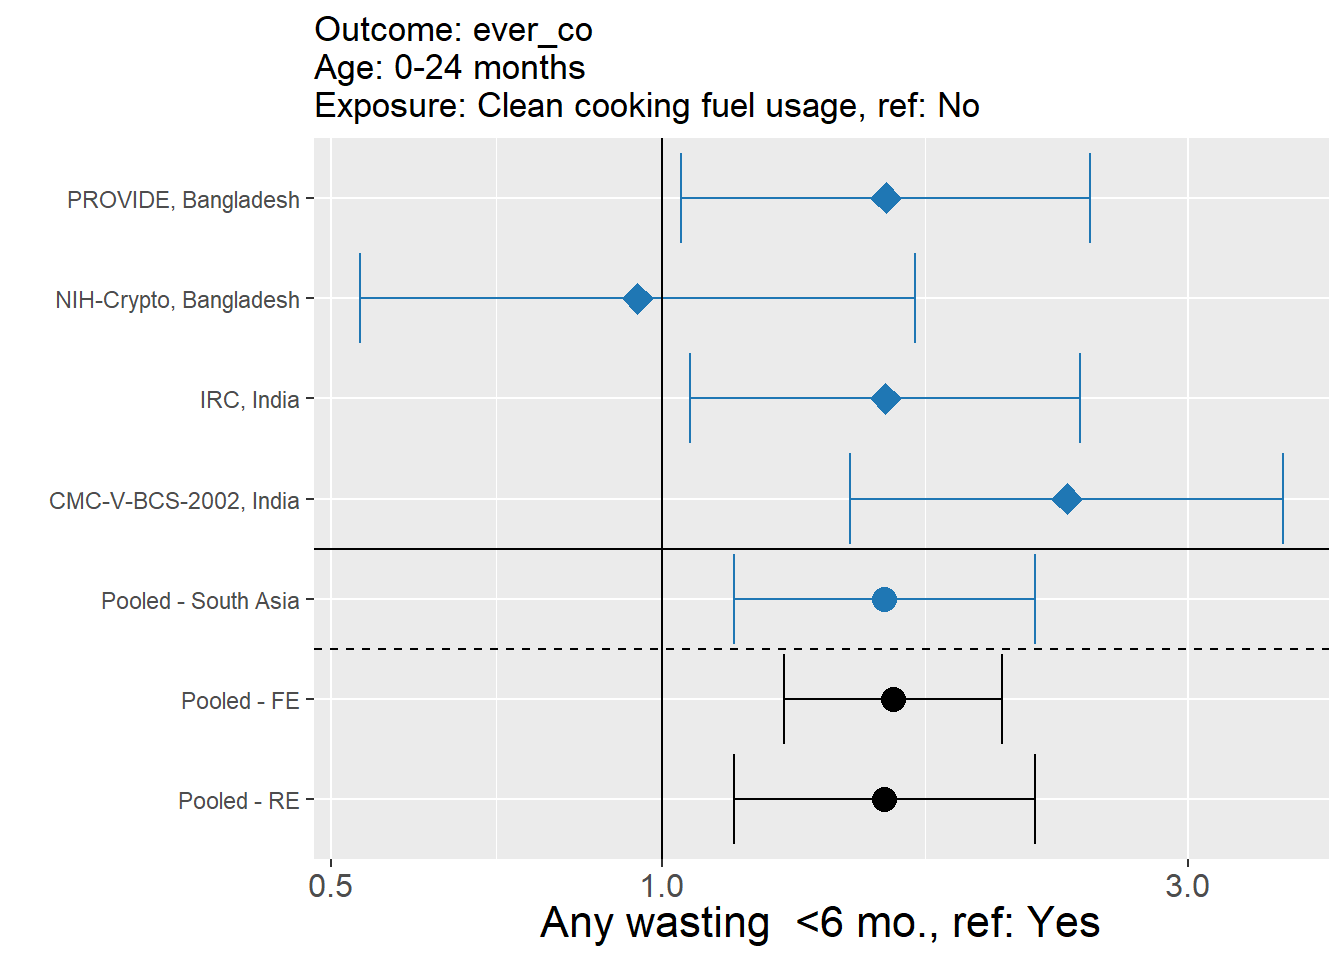 Outcome: ever_co
Age: 0-24 months
Exposure: Clean cooking fuel usage, ref: No
PROVIDE, Bangladesh
NIH-Crypto, Bangladesh
IRC, India
CMC-V-BCS-2002, India
Pooled - South Asia
Pooled - FE
Pooled - RE
0.5 1.0 3.0
Any wasting  <6 mo., ref: Yes